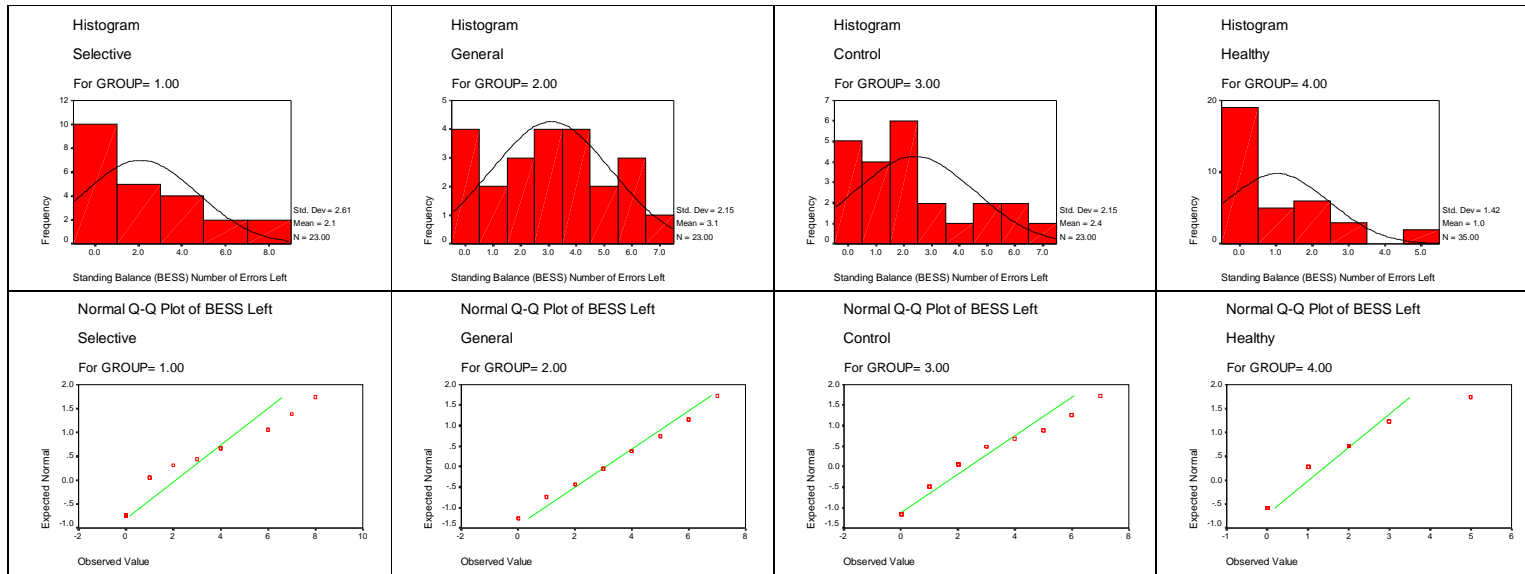 Histogram
Selective
For GROUP= 1.00
12
10
8
6
4
2
0
Frequency
0.0 2.0 4.0 6.0 8.0
Std. Dev = 2.61
Mean = 2.1
N = 23.00
Standing Balance (BESS) Number of Errors Left
Histogram
General
For GROUP= 2.00
5
4
3
2
1
0
Frequency
0.0 1.0 2.0 3.0 4.0 5.0 6.0 7.0
Std. Dev = 2.15
Mean = 3.1
N = 23.00
Standing Balance (BESS) Number of Errors Left
Histogram
Control
For GROUP= 3.00
7
6
5
4
3
2
1
0
Frequency
0.0 1.0 2.0 3.0 4.0 5.0 6.0 7.0
Std. Dev = 2.15
Mean = 2.4
N = 23.00
Standing Balance (BESS) Number of Errors Left
Histogram
Healthy
For GROUP= 4.00
20
10
0
Frequency
0.0 1.0 2.0 3.0 4.0 5.0
Std. Dev = 1.42
Mean = 1.0
N = 35.00
Standing Balance (BESS) Number of Errors Left
Normal Q-Q Plot of BESS Left
Selective
For GROUP= 1.00
2.0
1.5
1.0
.5
0.0
-.5
-1.0
Expected Normal
-2 0 2 4 6 8 10
Observed Value
Normal Q-Q Plot of BESS Left
General
For GROUP= 2.00
2.0
1.5
1.0
.5
0.0
-.5
-1.0
-1.5
Expected Normal
-2 0 2 4 6 8
Observed Value
Normal Q-Q Plot of BESS Left
Control
For GROUP= 3.00
2.0
1.5
1.0
.5
0.0
-.5
-1.0
-1.5
Expected Normal
-2 0 2 4 6 8
Observed Value
Normal Q-Q Plot of BESS Left
Healthy
For GROUP= 4.00
2.0
1.5
1.0
.5
0.0
-.5
-1.0
Expected Normal
-1 0 1 2 3 4 5 6
Observed Value